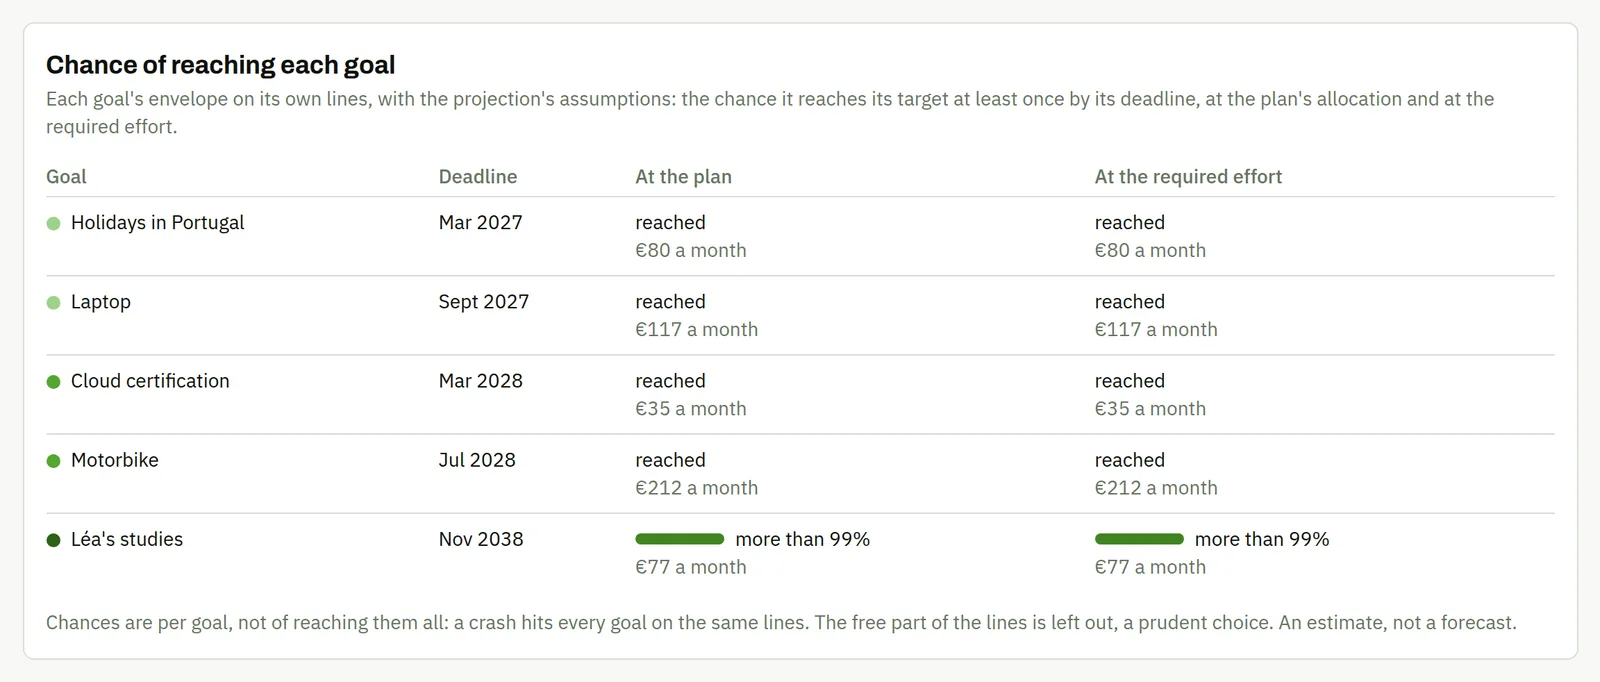 Chance of reaching each goal
Each goal's envelope on its own lines, with the projection's assumptions: the chance it reaches its target at least once by its deadline, at the plan's allocation and at the
required effort.
Goal Deadline At the plan At the required effort
Holidays in Portugal Mar 2027 reached reached
€80 a month €80 a month
Laptop Sept 2027 reached reached
€117 a month €117 a month
Cloud certification Mar 2028 reached reached
€35 a month €35 a month
Motorbike Jul 2028 reached reached
€212 a month €212 a month
Léa's studies Nov 2038 more than 99% more than 99%
€77 a month €77 a month
Chances are per goal, not of reaching them all: a crash hits every goal on the same lines. The free part of the lines is left out, a prudent choice. An estimate, not a forecast.